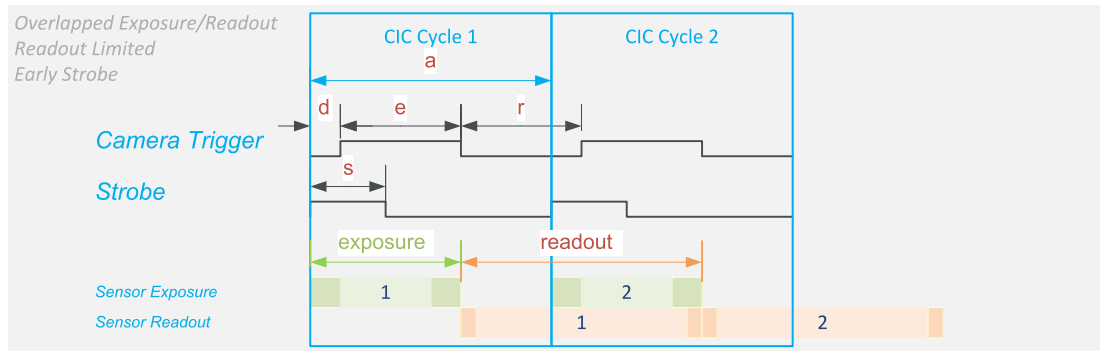 Overlapped Exposure/Readout
Readout Limited
Early Strobe
CIC Cycle 1
CIC Cycle 2
a
d
e
r
Camera Trigger
s
Strobe
exposure
readout
Sensor Exposure
1
2
Sensor Readout
1
2